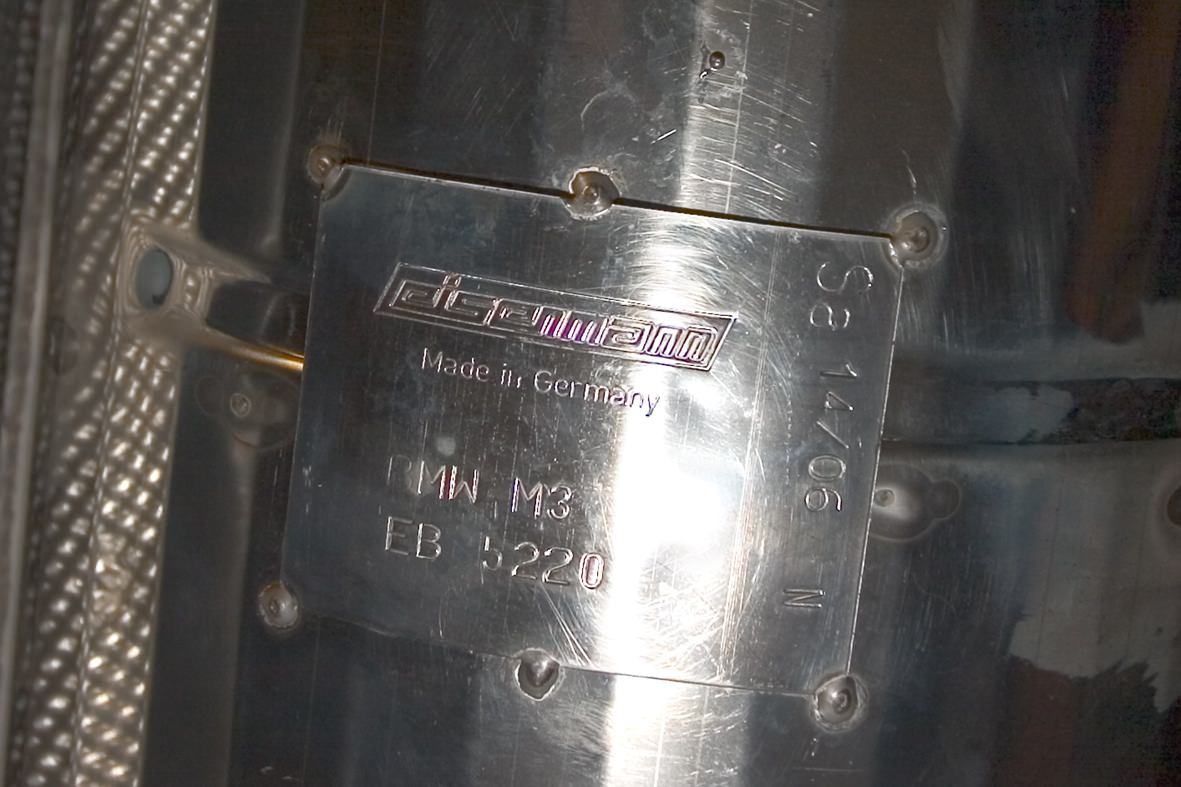 eisenmann
Made in Germany
BMW M3
EB 5220
Sa 14/06 N